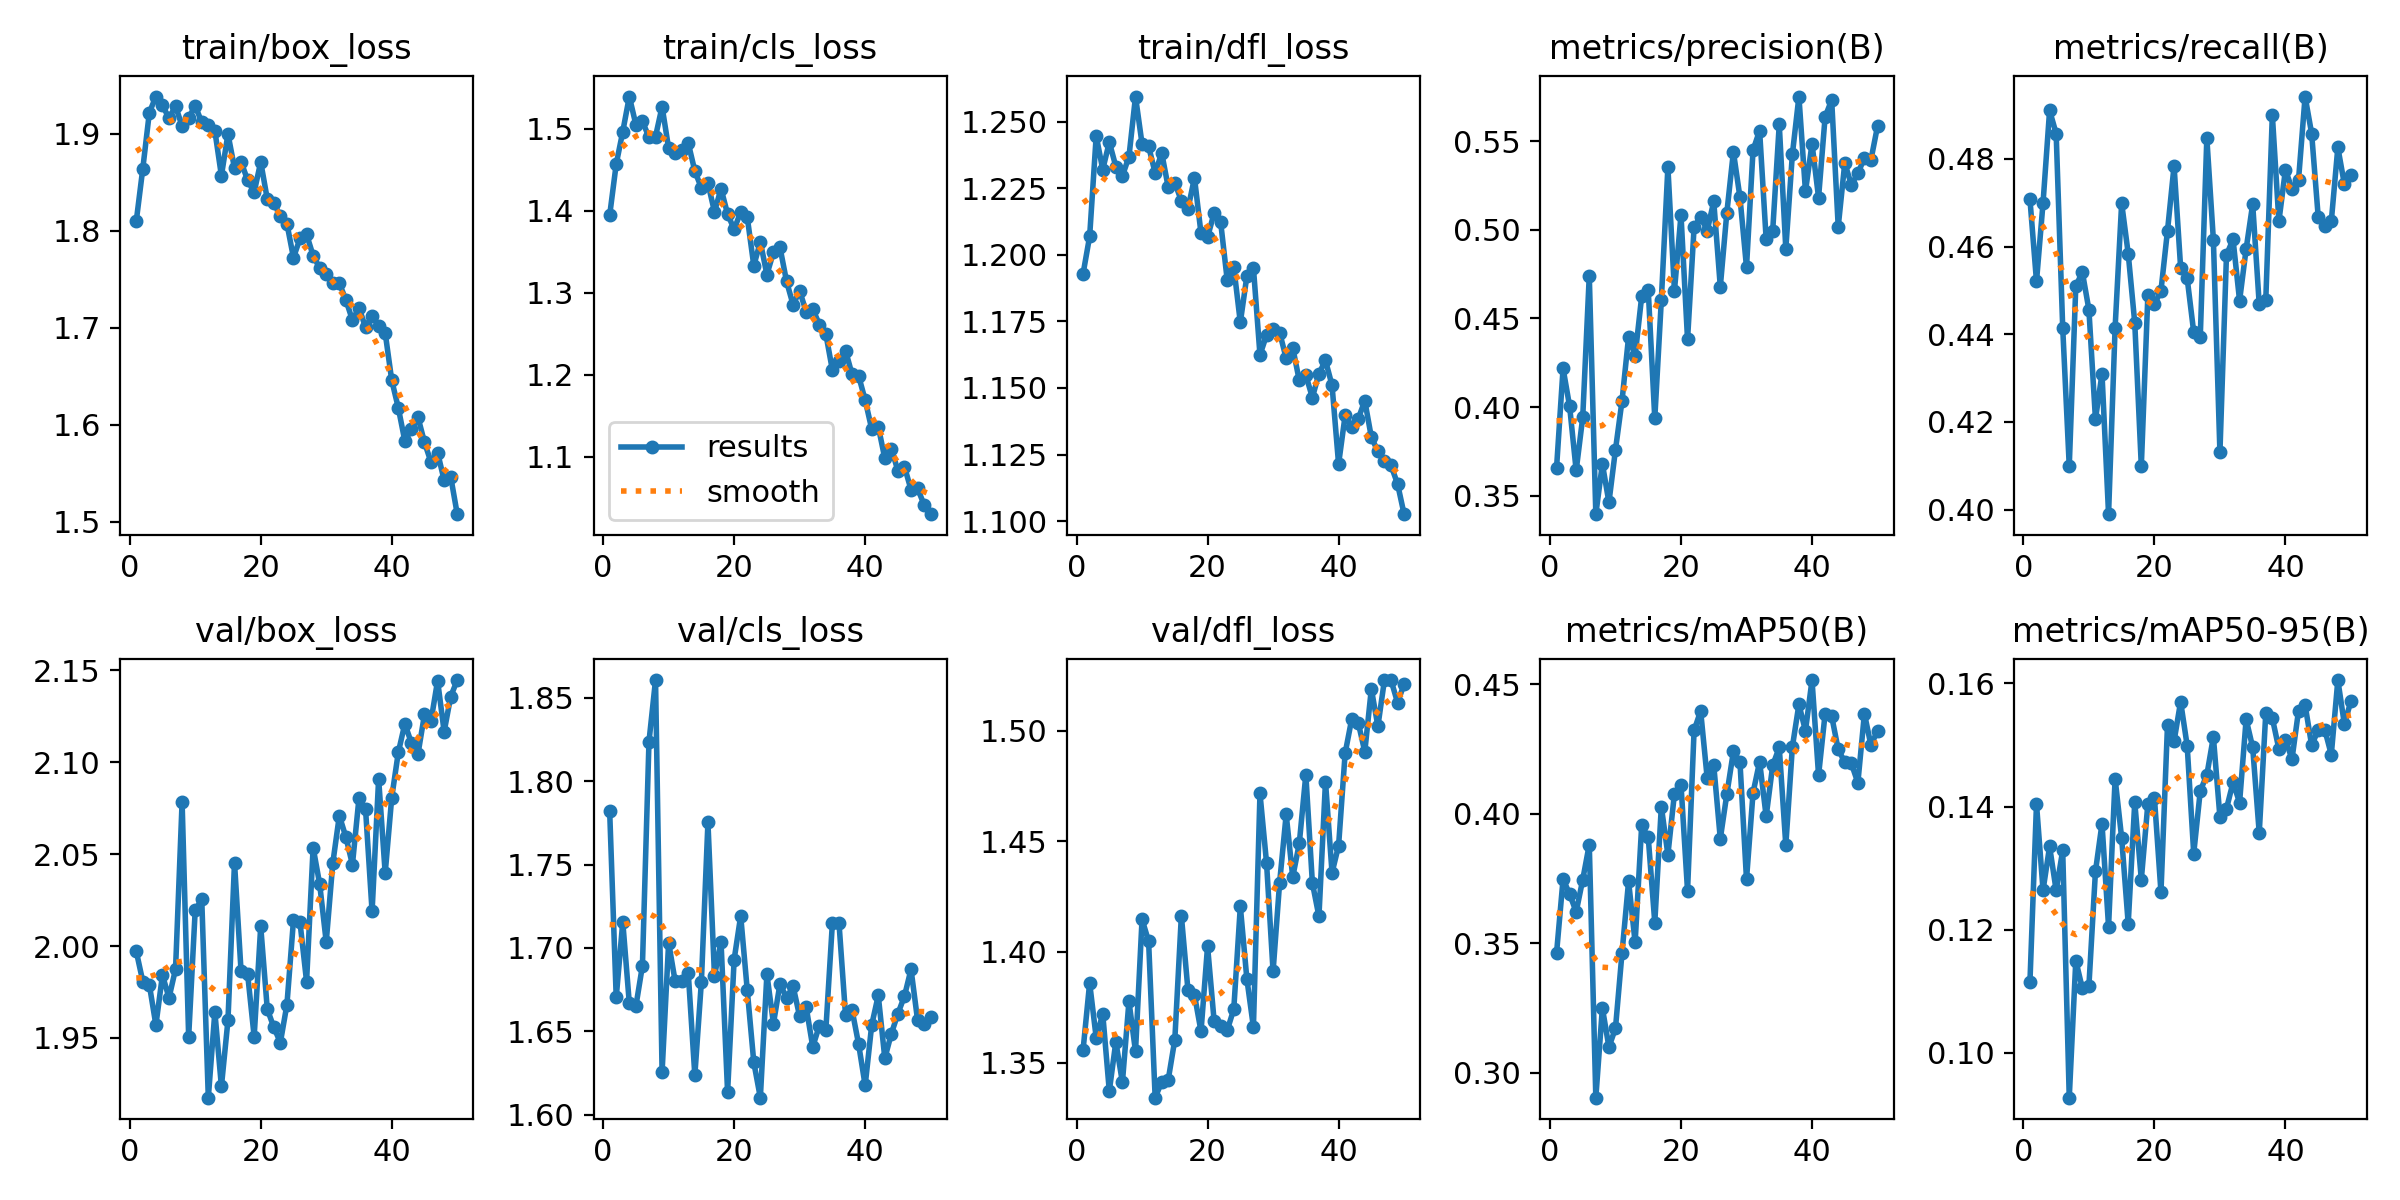 train/box_loss
train/cls_loss
train/dfl_loss
metrics/precision(B)
metrics/recall(B)
1.9
1.8
1.7
1.6
1.5
0 20 40
1.5
1.4
1.3
1.2
1.1
results
smooth
0 20 40
1.250
1.225
1.200
1.175
1.150
1.125
1.100
0 20 40
0.55
0.50
0.45
0.40
0.35
0 20 40
0.48
0.46
0.44
0.42
0.40
0 20 40
val/box_loss
val/cls_loss
val/dfl_loss
metrics/mAP50(B)
metrics/mAP50-95(B)
2.15
2.10
2.05
2.00
1.95
0 20 40
1.85
1.80
1.75
1.70
1.65
1.60
0 20 40
1.50
1.45
1.40
1.35
0 20 40
0.45
0.40
0.35
0.30
0 20 40
0.16
0.14
0.12
0.10
0 20 40